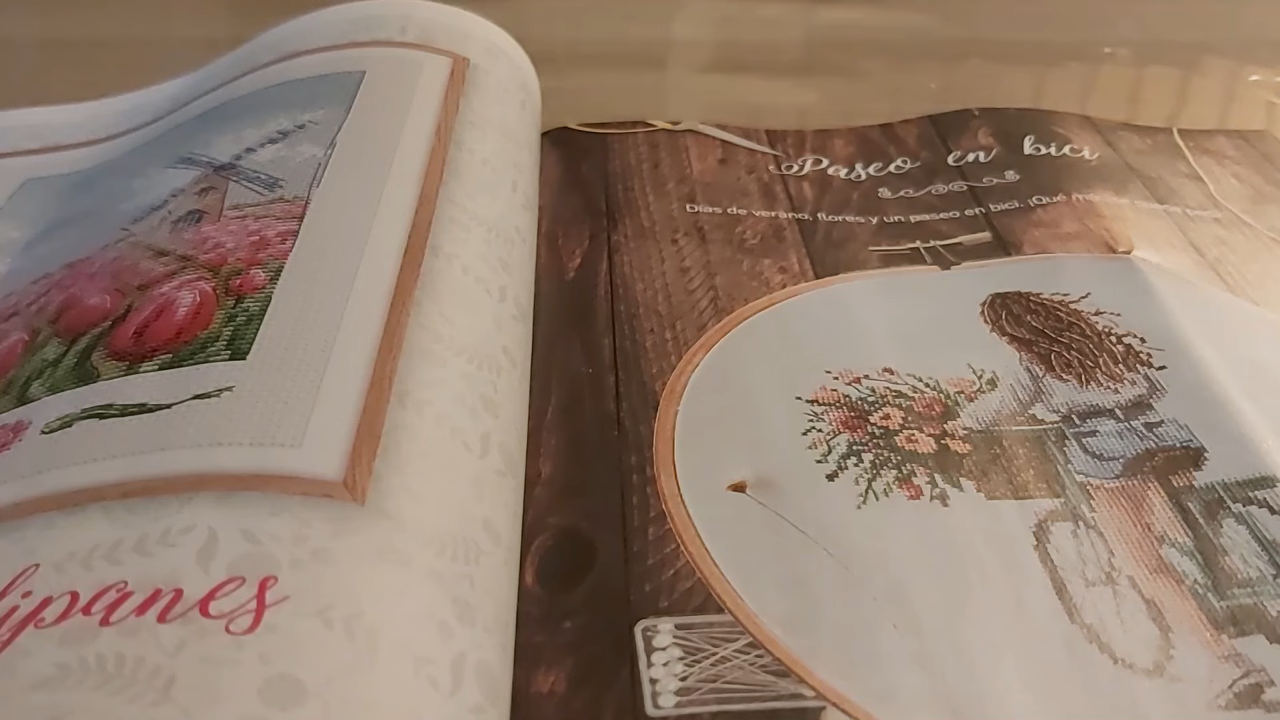 lipanes
Paseo en bici
Días de verano, flores y un paseo en bici. ¡Qué